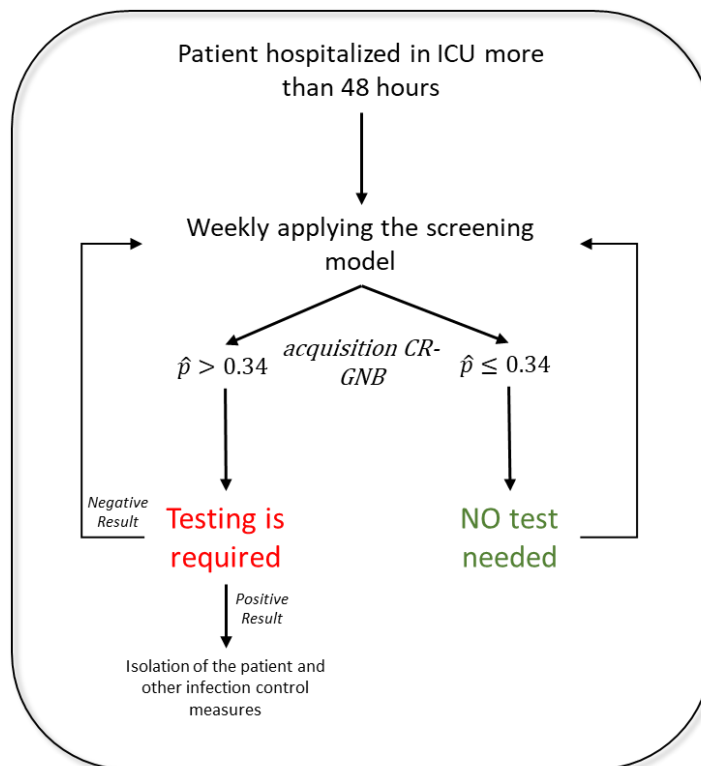 Patient hospitalized in ICU more
than 48 hours
Weekly applying the screening
model
p̂ > 0.34
acquisition CR-
GNB
p̂ ≤ 0.34
Negative
Result
Testing is
required
NO test
needed
Positive
Result
Isolation of the patient and
other infection control
measures